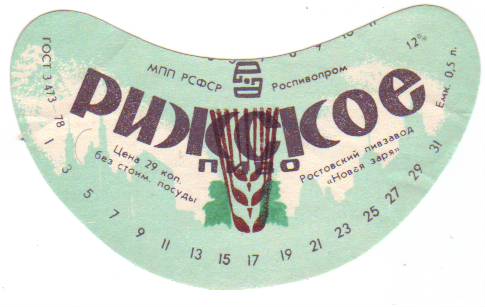 МПП РСФСР
Роспивопром
ГОСТ 3473 78
12%
Емк. 0,5 л.
РИЖСКОЕ
ПИВО
Цена 29 коп.
без стоим. посуды
Ростовский пивзавод
«Новая заря»
1 3 5 7 9 11 13 15 17 19 21 23 25 27 29 31